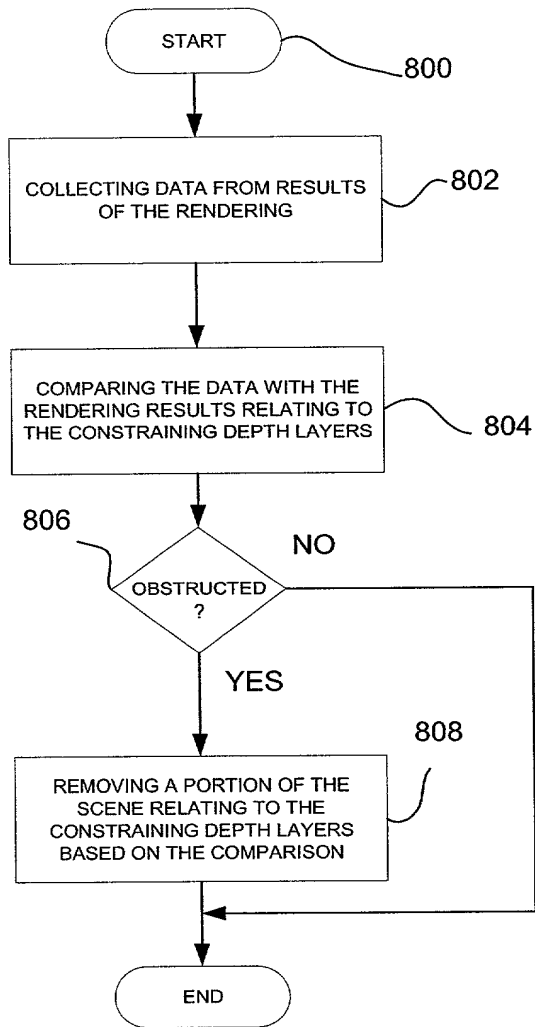 START
800
COLLECTING DATA FROM RESULTS
OF THE RENDERING
802
COMPARING THE DATA WITH THE
RENDERING RESULTS RELATING TO
THE CONSTRAINING DEPTH LAYERS
804
806
NO
OBSTRUCTED
?
YES
808
REMOVING A PORTION OF THE
SCENE RELATING TO THE
CONSTRAINING DEPTH LAYERS
BASED ON THE COMPARISON
END